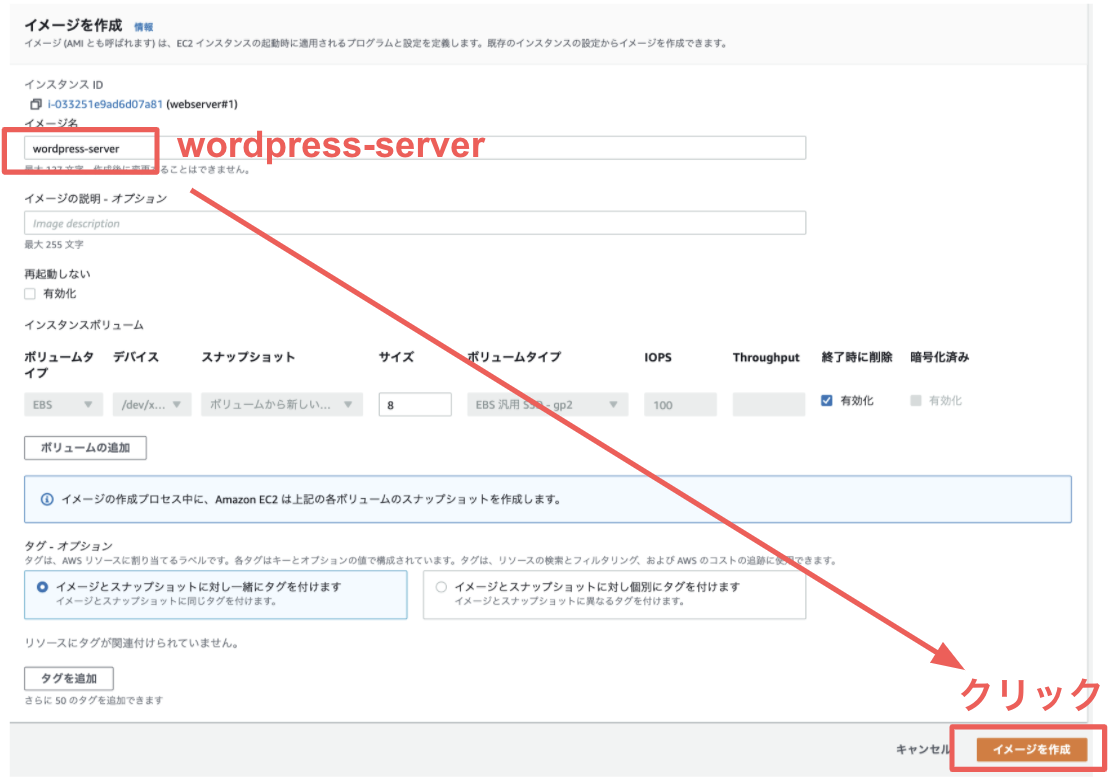 イメージを作成 情報
イメージ (AMI とも呼ばれます) は、EC2 インスタンスの起動時に適用されるプログラムと設定を定義します。既存のインスタンスの設定からイメージを作成できます。
インスタンス ID
i-033251e9ad6d07a81 (webserver#1)
イメージ名
wordpress-server
wordpress-server
最大 127 文字。作成後に変更することはできません。
イメージの説明 - オプション
Image description
最大 255 文字
再起動しない
有効化
インスタンスボリューム
ボリュームタイプ デバイス スナップショット サイズ ボリュームタイプ IOPS Throughput 終了時に削除 暗号化済み
EBS /dev/x... ボリュームから新しい... 8 EBS 汎用 SSD - gp2 100 有効化 有効化
ボリュームの追加
イメージの作成プロセス中に、Amazon EC2 は上記の各ボリュームのスナップショットを作成します。
タグ - オプション
タグは、AWS リソースに割り当てるラベルです。各タグはキーとオプションの値で構成されています。タグは、リソースの検索とフィルタリング、および AWS のコストの追跡に使用できます。
イメージとスナップショットに対し一緒にタグを付けます
イメージとスナップショットに同じタグを付けます。
イメージとスナップショットに対し個別にタグを付けます
イメージとスナップショットに異なるタグを付けます。
リソースにタグが関連付けられていません。
タグを追加
さらに 50 のタグを追加できます
クリック
キャンセル イメージを作成